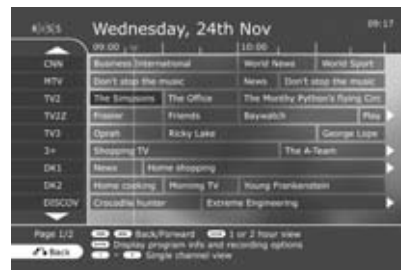 Wednesday, 24th Nov
09:17
09:00
10:00
CNN Business International World News World Sport
MTV Don't stop the music News Don't stop the music
TV2 The Simpsons The Office The Monthy Python's flying Circ
TV2Z Frasier Friends Baywatch Play
TV3 Oprah Ricky Lake George Lope
3+ Shopping TV The A-Team
DK1 News Home shopping
DK2 Home cooking Morning TV Young Frankenstein
DISCOV Crocodile hunter Extreme Engineering
Page 1/2
Back/Forward 1 or 2 hour view
Display program info and recording options
Single channel view
Back